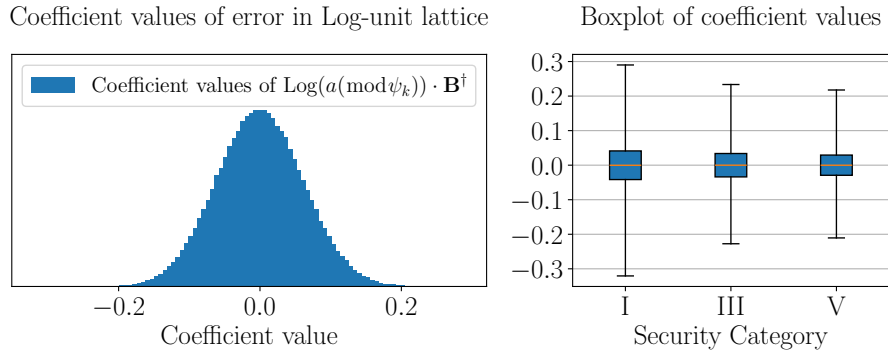 Coefficient values of error in Log-unit lattice
Coefficient values of Log(a(mod ψₖ)) · B†
−0.2
0.0
0.2
Coefficient value
Boxplot of coefficient values
0.3
0.2
0.1
0.0
−0.1
−0.2
−0.3
I
III
V
Security Category